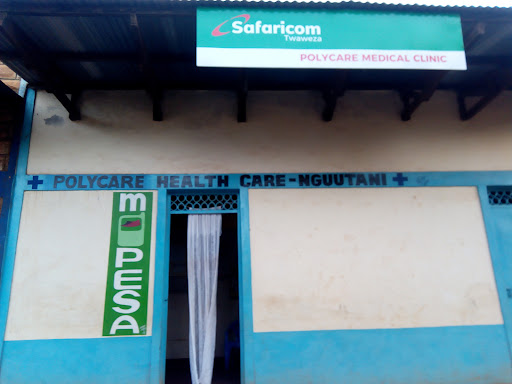 Safaricom
Twaweza
POLYCARE MEDICAL CLINIC
+ POLYCARE HEALTH CARE-NGUUTANI +
m PESA